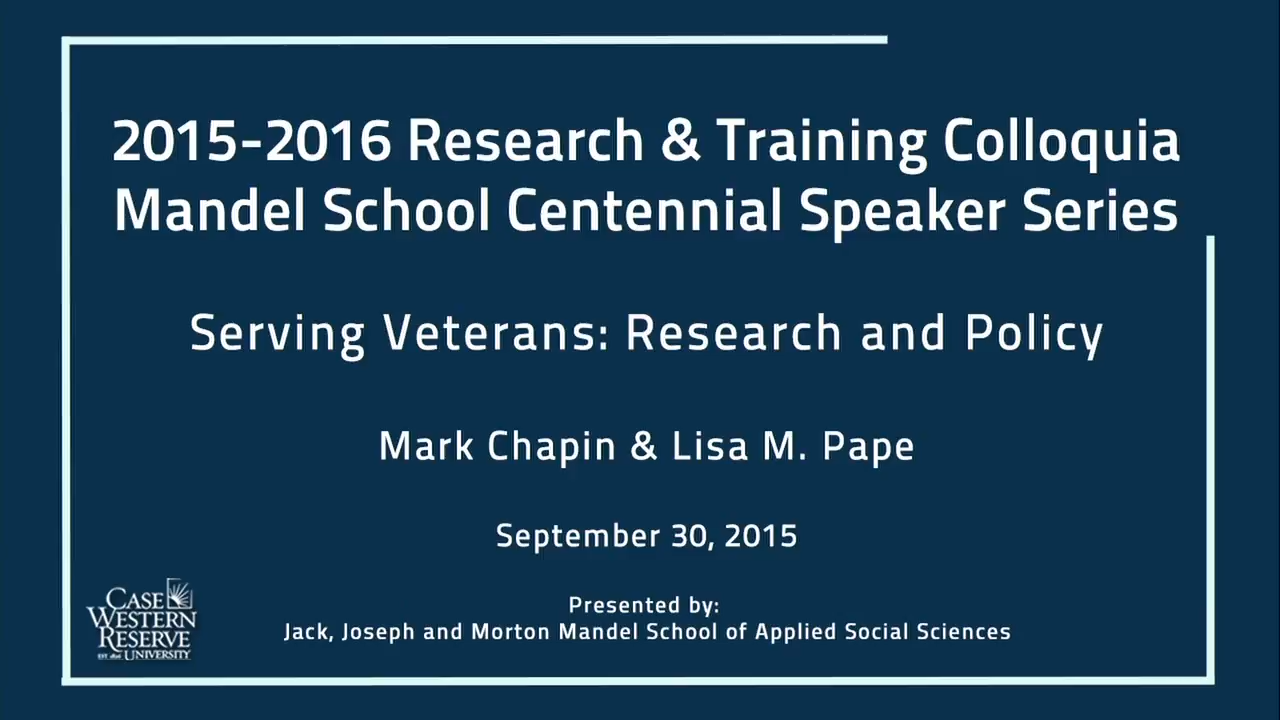 2015-2016 Research & Training Colloquia
Mandel School Centennial Speaker Series
Serving Veterans: Research and Policy
Mark Chapin & Lisa M. Pape
September 30, 2015
Presented by:
Jack, Joseph and Morton Mandel School of Applied Social Sciences
CASE
WESTERN
RESERVE
EST. 1826 UNIVERSITY